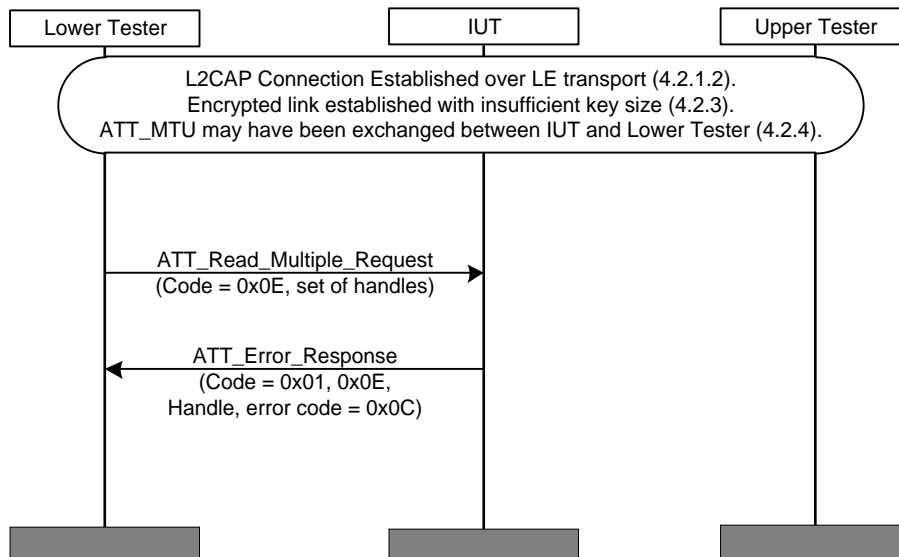 Lower Tester
IUT
Upper Tester
L2CAP Connection Established over LE transport (4.2.1.2).
Encrypted link established with insufficient key size (4.2.3).
ATT_MTU may have been exchanged between IUT and Lower Tester (4.2.4).
ATT_Read_Multiple_Request
(Code = 0x0E, set of handles)
ATT_Error_Response
(Code = 0x01, 0x0E,
Handle, error code = 0x0C)